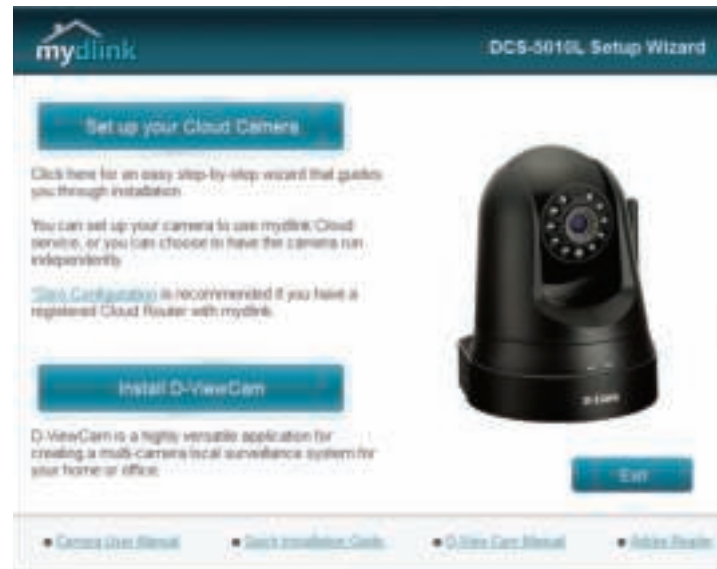 mydlink
DCS-5010L Setup Wizard
Set up your Cloud Camera
Click here for an easy step-by-step wizard that guides
you through installation.
You can set up your camera to use mydlink Cloud
service, or you can choose to have the camera run
independently.
*Zero Configuration is recommended if you have a
registered Cloud Router with mydlink.
Install D-ViewCam
D-ViewCam is a highly versatile application for
creating a multi-camera local surveillance system for
your home or office.
D-Link
Exit
Camera User Manual
Quick Installation Guide
D-View Cam Manual
Adobe Reader